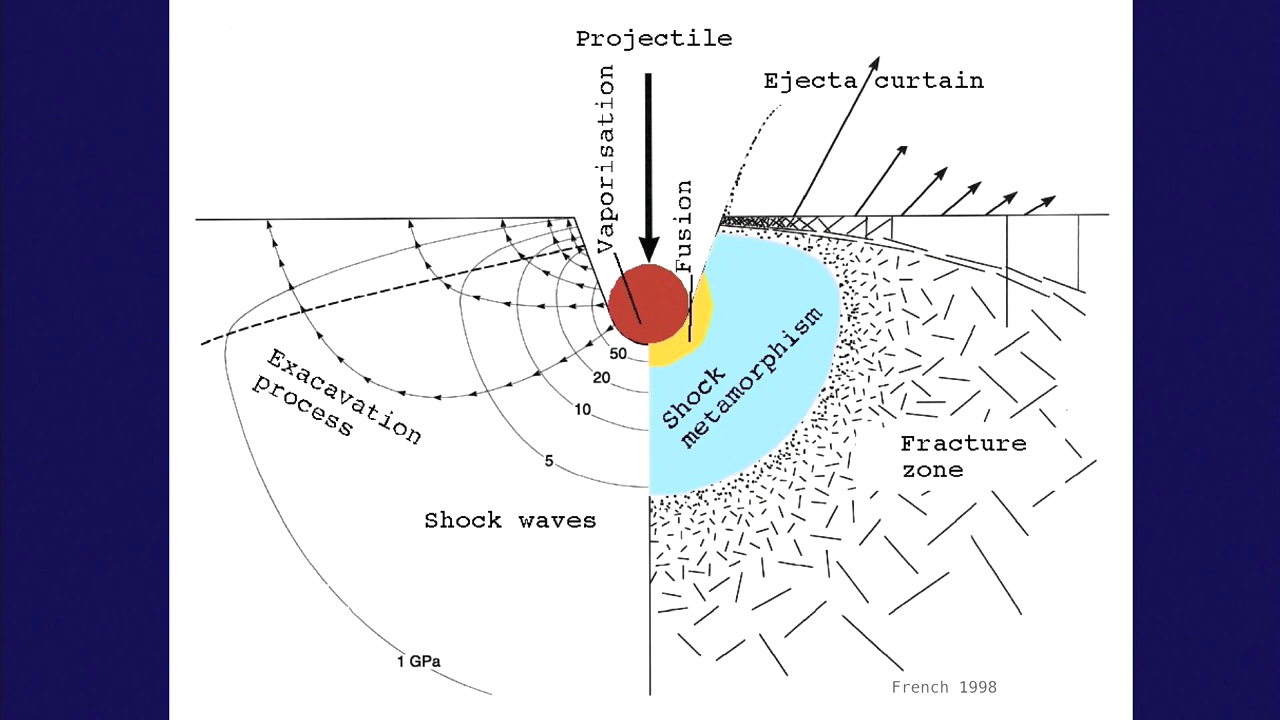 Projectile
Ejecta curtain
Vaporisation
Fusion
50
20
10
5
1 GPa
Exacavation
process
Shock
metamorphism
Fracture
zone
Shock waves
French 1998